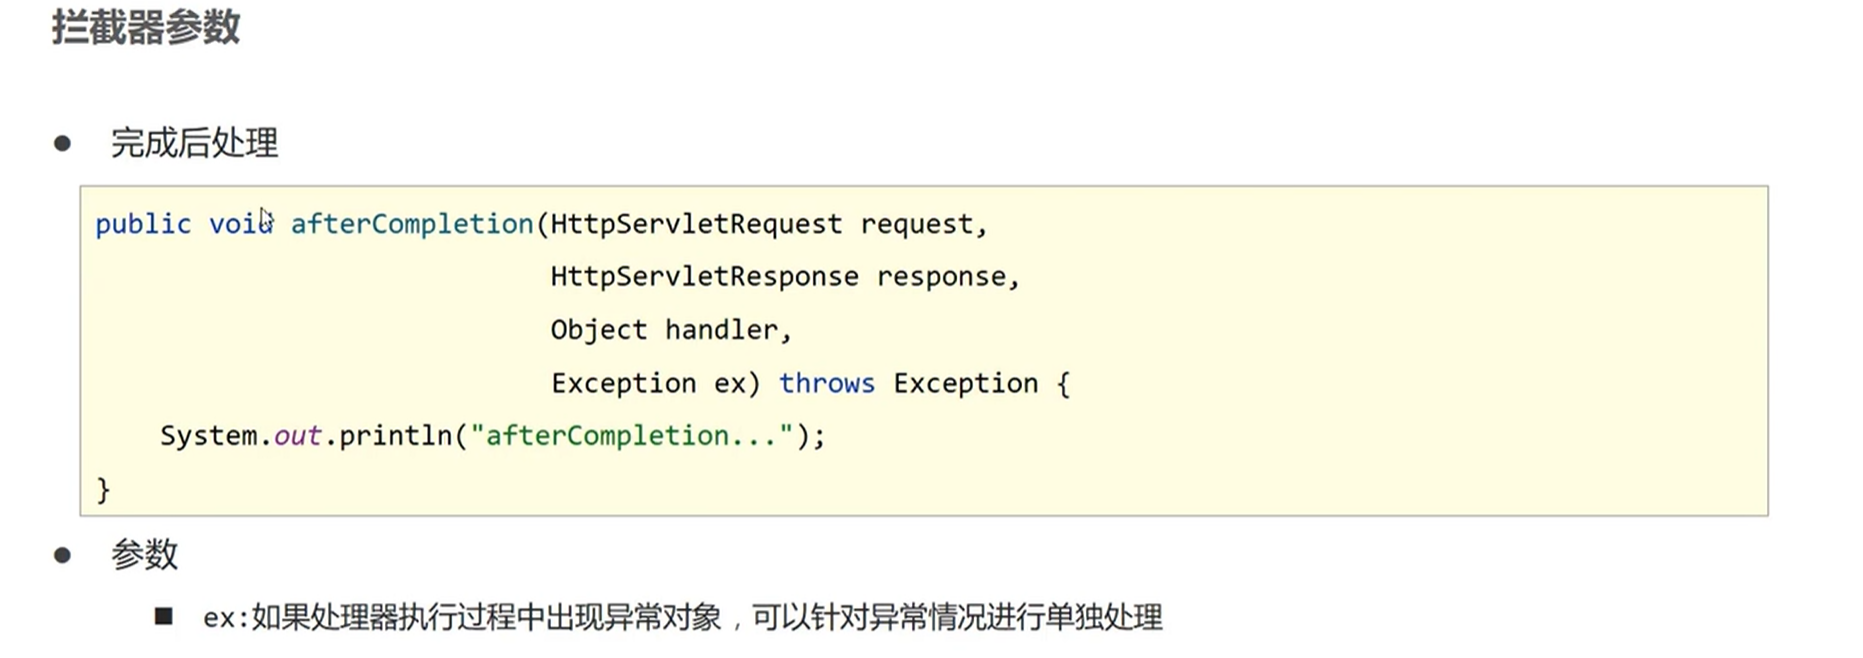 拦截器参数
● 完成后处理
public void afterCompletion(HttpServletRequest request,
HttpServletResponse response,
Object handler,
Exception ex) throws Exception {
System.out.println("afterCompletion...");
}
● 参数
■ ex:如果处理器执行过程中出现异常对象，可以针对异常情况进行单独处理